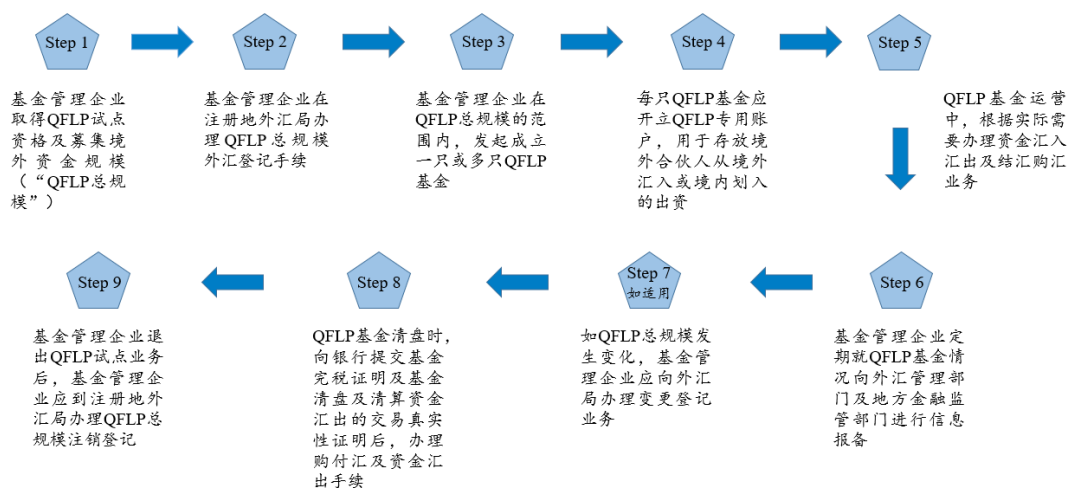 Step 1
基金管理企业
取得QFLP试点
资格及募集境
外资金规模
（“QFLP总规
模”）
Step 2
基金管理企业在
注册地外汇局办
理QFLP总规模
外汇登记手续
Step 3
基金管理企业在
QFLP总规模的范
围内，发起成立
一只或多只QFLP
基金
Step 4
每只QFLP基金应
开立QFLP专用账
户，用于存放境
外合伙人从境外
汇入或境内划入
的出资
Step 5
QFLP基金运营
中，根据实际需
要办理资金汇入
汇出及结汇购汇
业务
Step 6
基金管理企业定
期就QFLP基金情
况向外汇管理部
门及地方金融监
管部门进行信息
报备
Step 7
如适用
如QFLP总规模发
生变化，基金管
理企业应向外汇
局办理变更登记
业务
Step 8
QFLP基金清盘时，
向银行提交基金
完税证明及基金
清盘及清算资金
汇出的交易真实
性证明后，办理
购付汇及资金汇
出手续
Step 9
基金管理企业退
出QFLP试点业务
后，基金管理企
业应到注册地外
汇局办理QFLP总
规模注销登记